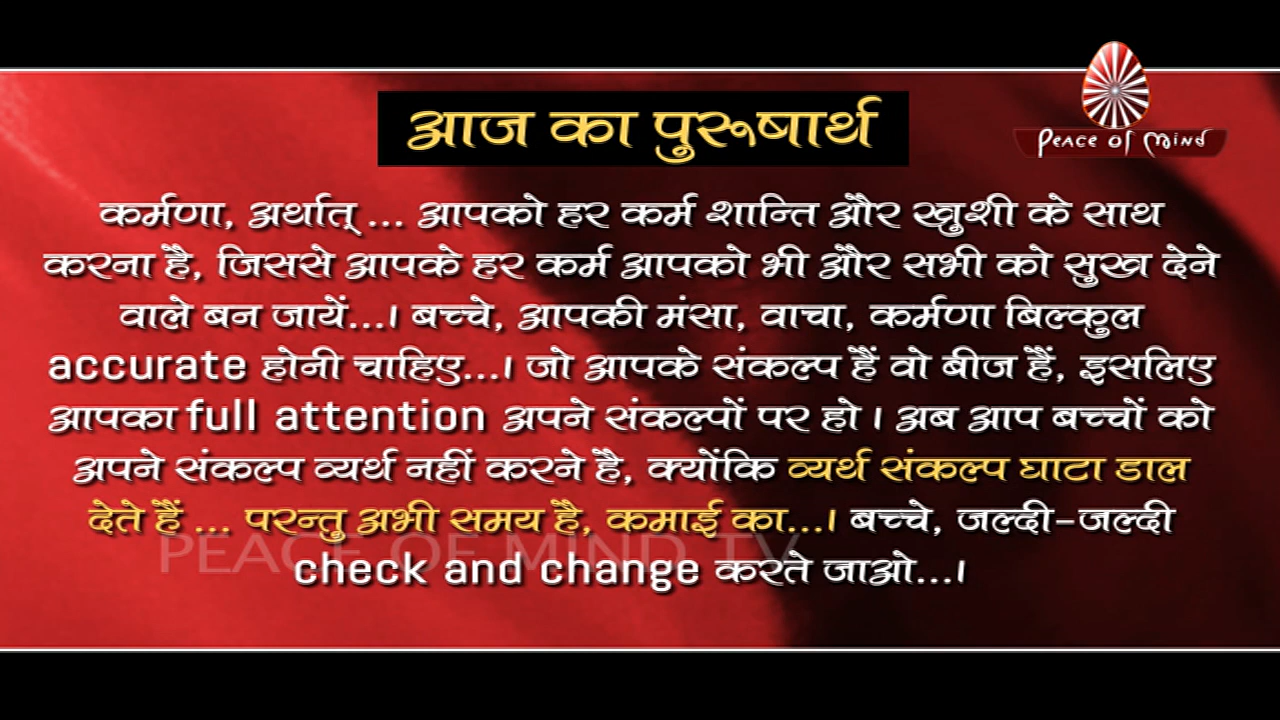 आज का पुरूषार्थ
Peace of Mind
कर्मणा, अर्थात् ... आपको हर कर्म शान्ति और खुशी के साथ
करना है, जिससे आपके हर कर्म आपको भी और सभी को सुख देने
वाले बन जायें...। बच्चे, आपकी मंसा, वाचा, कर्मणा बिल्कुल
accurate होनी चाहिए...। जो आपके संकल्प हैं वो बीज हैं, इसलिए
आपका full attention अपने संकल्पों पर हो । अब आप बच्चों को
अपने संकल्प व्यर्थ नहीं करने है, क्योंकि व्यर्थ संकल्प घाटा डाल
देते हैं ... परन्तु अभी समय है, कमाई का...। बच्चे, जल्दी-जल्दी
PEACE OF MIND TV
check and change करते जाओ...।